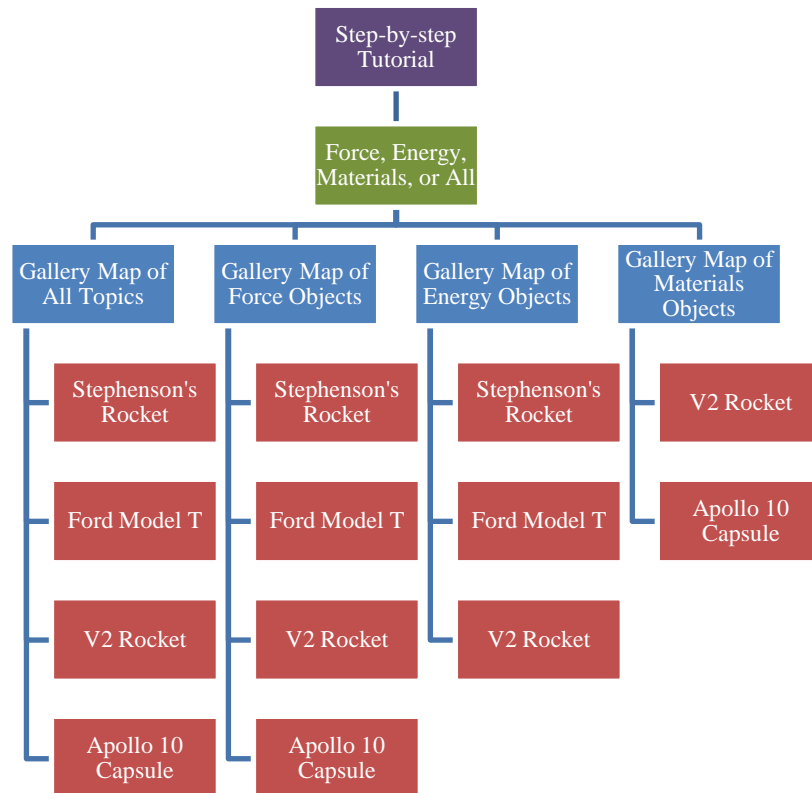 Step-by-step
Tutorial
Force, Energy,
Materials, or All
Gallery Map of
All Topics
Gallery Map of
Force Objects
Gallery Map of
Energy Objects
Gallery Map of
Materials
Objects
Stephenson's
Rocket
Stephenson's
Rocket
Stephenson's
Rocket
V2 Rocket
Ford Model T
Ford Model T
Ford Model T
Apollo 10
Capsule
V2 Rocket
V2 Rocket
V2 Rocket
Apollo 10
Capsule
Apollo 10
Capsule